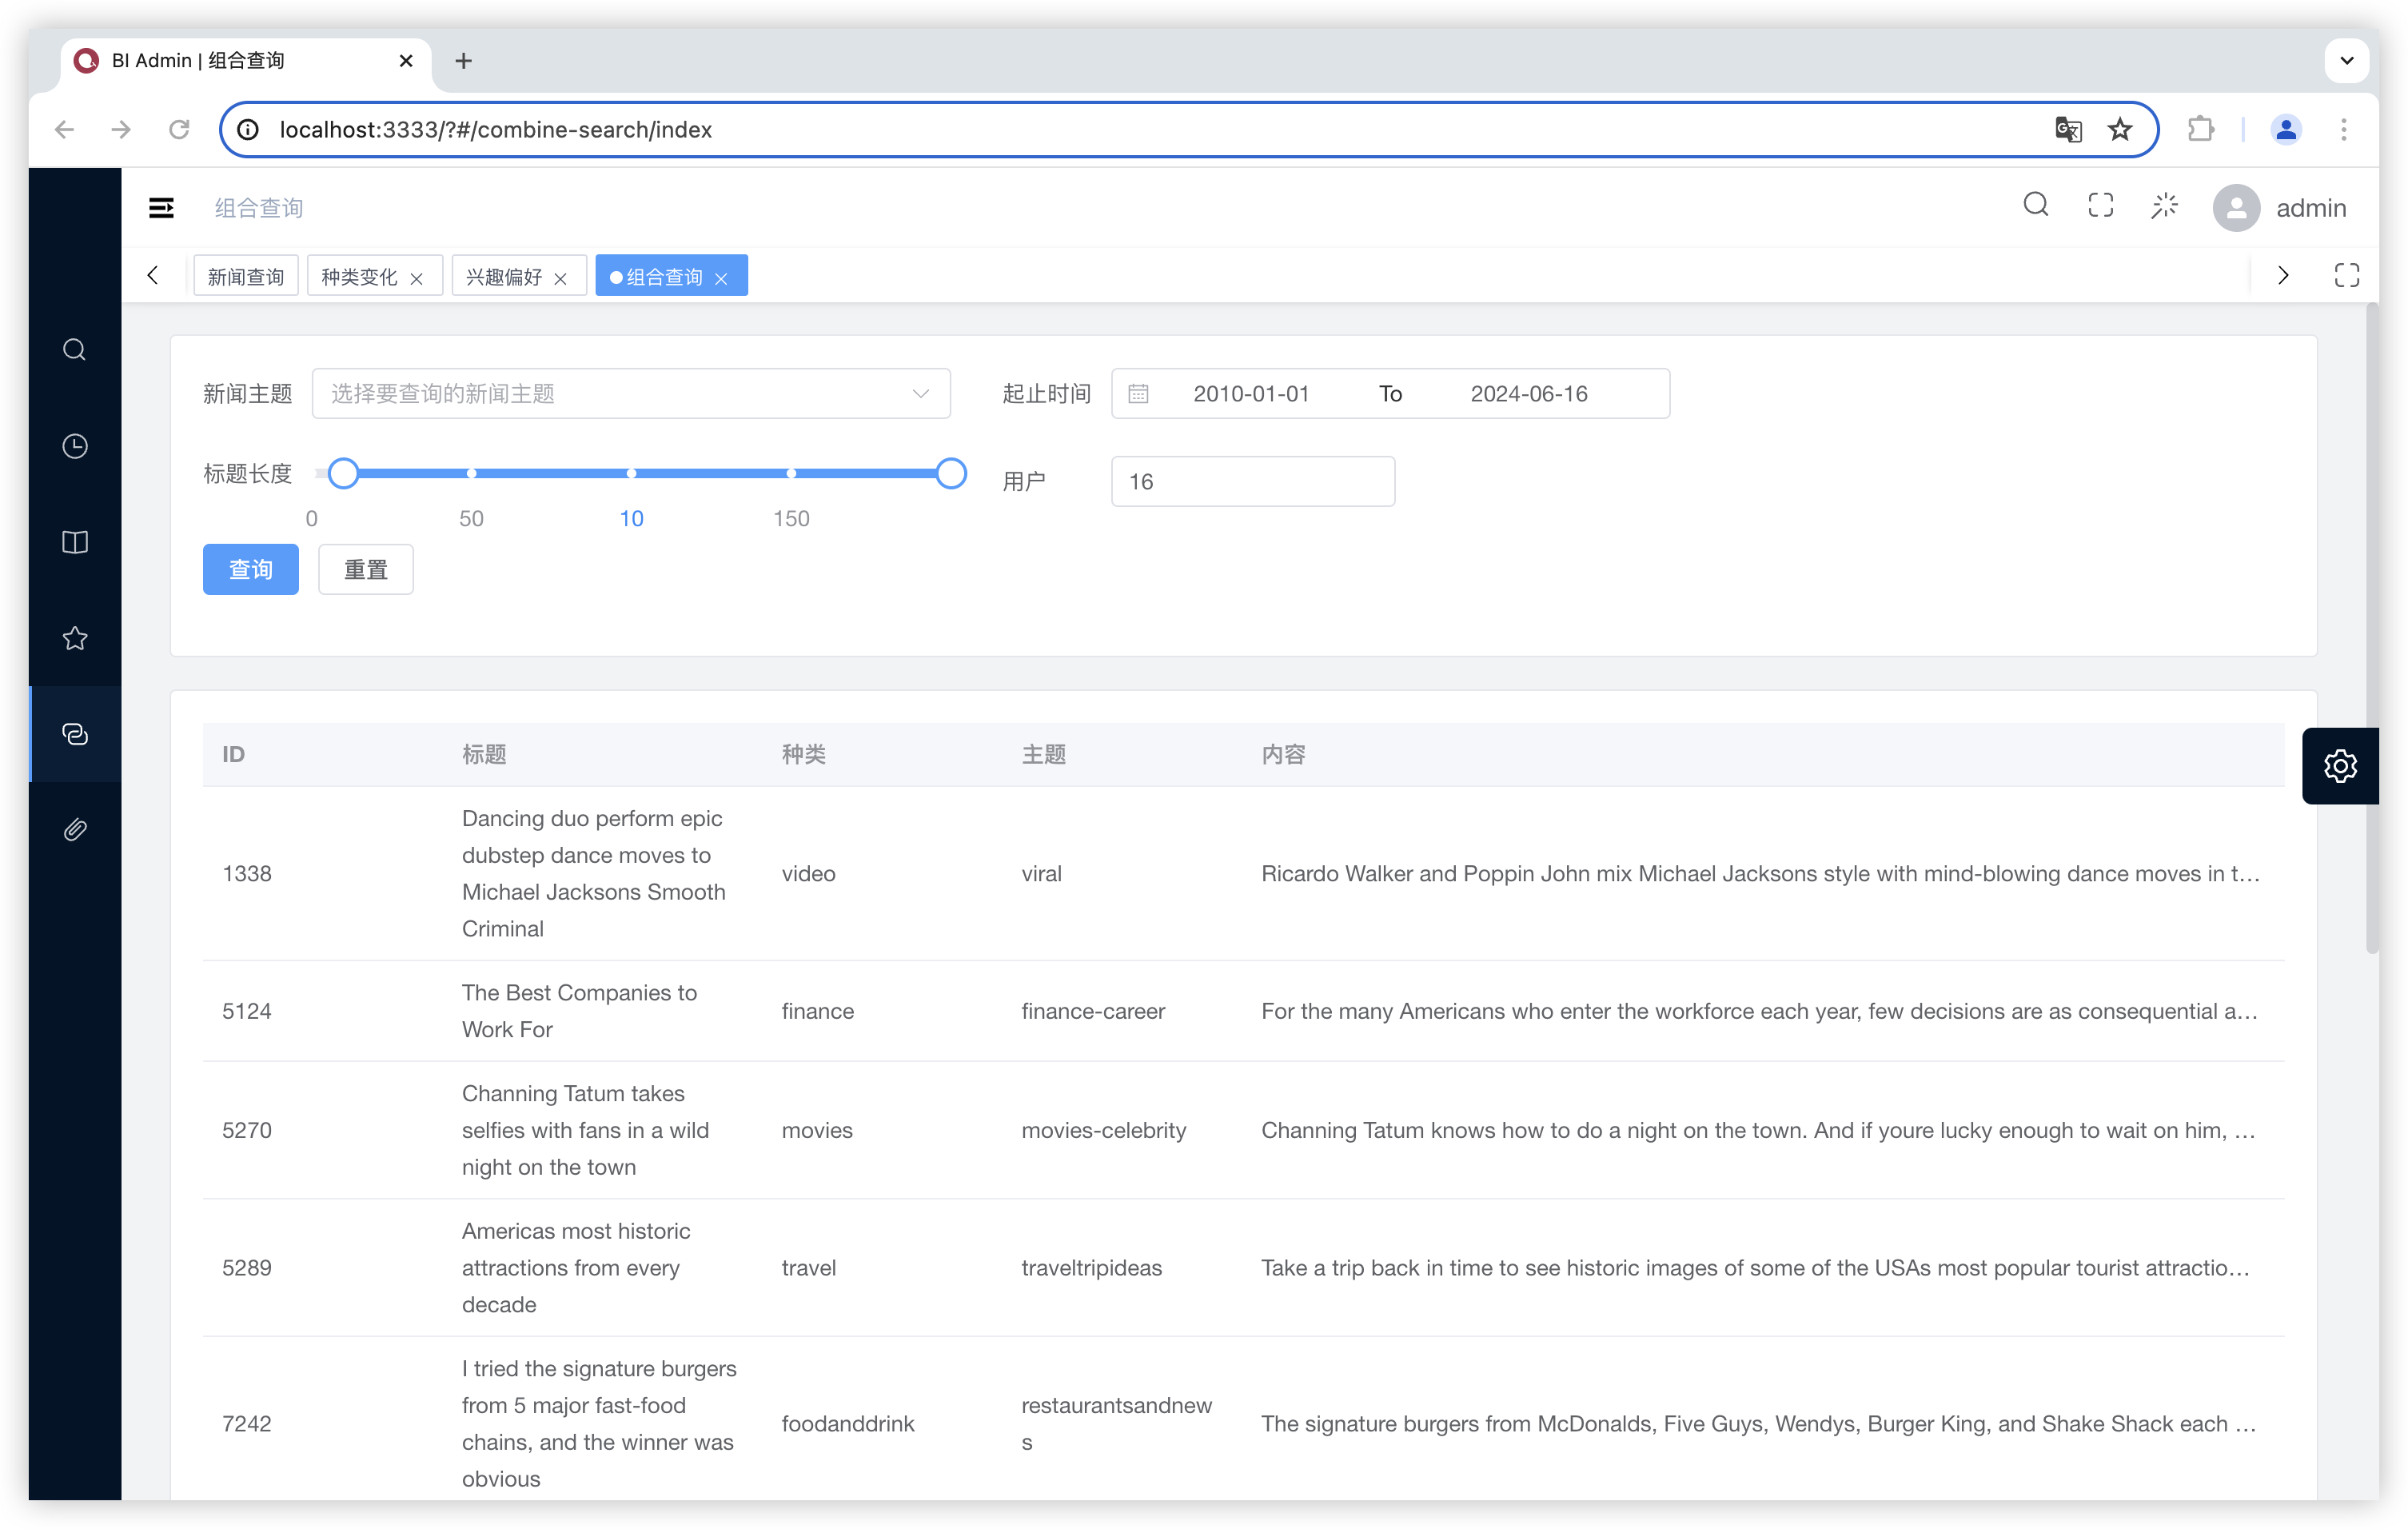 BI Admin | 组合查询
localhost:3333/?#/combine-search/index
组合查询
admin
新闻查询
种类变化
兴趣偏好
组合查询
新闻主题
选择要查询的新闻主题
起止时间
2010-01-01 To 2024-06-16
标题长度
0 50 10 150
用户
16
查询
重置
ID 标题 种类 主题 内容
Dancing duo perform epic
dubstep dance moves to
Michael Jacksons Smooth
Criminal
1338
video
viral
Ricardo Walker and Poppin John mix Michael Jacksons style with mind-blowing dance moves in t…
The Best Companies to
Work For
5124
finance
finance-career
For the many Americans who enter the workforce each year, few decisions are as consequential a…
Channing Tatum takes
selfies with fans in a wild
night on the town
5270
movies
movies-celebrity
Channing Tatum knows how to do a night on the town. And if youre lucky enough to wait on him, …
Americas most historic
attractions from every
decade
5289
travel
traveltripideas
Take a trip back in time to see historic images of some of the USAs most popular tourist attractio…
I tried the signature burgers
from 5 major fast-food
chains, and the winner was
obvious
7242
foodanddrink
restaurantsandnew
s
The signature burgers from McDonalds, Five Guys, Wendys, Burger King, and Shake Shack each …